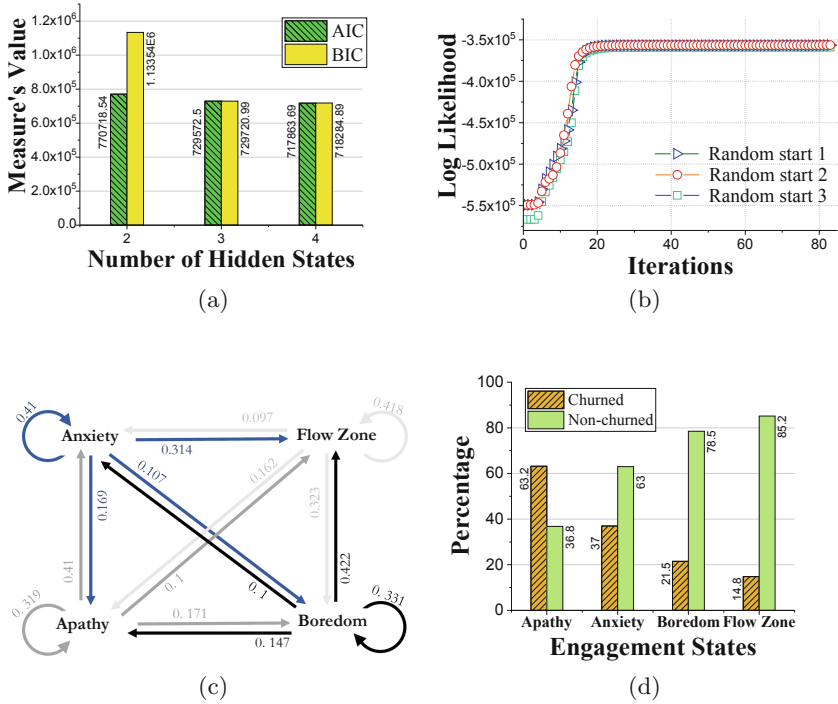 Measure's Value
1.2x10⁶
1.0x10⁶
8.0x10⁵
6.0x10⁵
4.0x10⁵
2.0x10⁵
0.0
AIC
BIC
770718.54
1.13354E6
729572.5
729720.99
717863.69
718284.89
2
3
4
Number of Hidden States
(a)
Log Likelihood
-3.5x10⁵
-4.0x10⁵
-4.5x10⁵
-5.0x10⁵
-5.5x10⁵
Random start 1
Random start 2
Random start 3
0
20
40
60
80
Iterations
(b)
0.41
0.097
0.418
Anxiety
Flow Zone
0.314
0.107
0.162
0.169
0.323
0.41
0.422
0. 1
0. 1
0. 319
0. 171
0. 331
Apathy
Boredom
0. 147
(c)
Percentage
100
80
60
40
20
0
Churned
Non-churned
63.2
36.8
37
63
21.5
78.5
14.8
85.2
Apathy
Anxiety
Boredom
Flow Zone
Engagement States
(d)